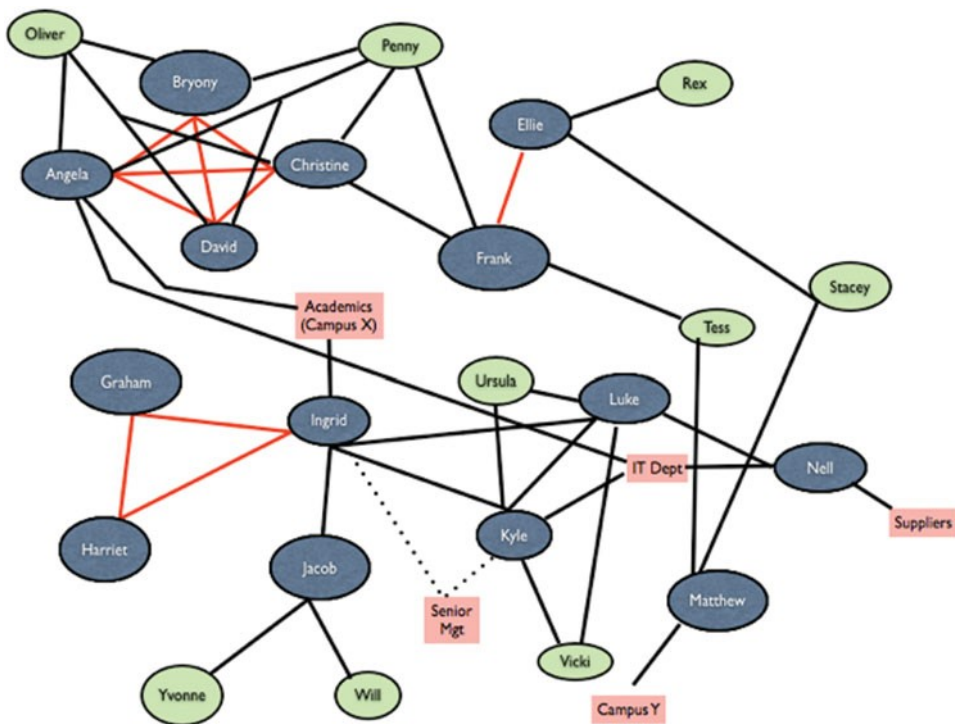 Oliver
Penny
Bryony
Rex
Ellie
Christine
Angela
David
Frank
Stacey
Academics
(Campus X)
Tess
Graham
Ursula
Luke
Ingrid
IT Dept
Nell
Suppliers
Kyle
Harriet
Jacob
Matthew
Senior
Mgt
Vicki
Yvonne
Will
Campus Y